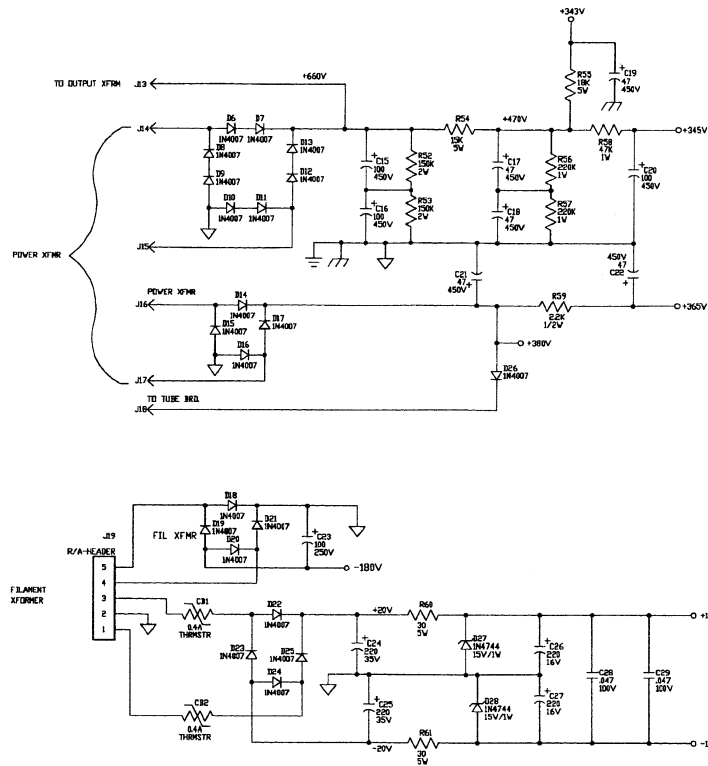 +343V
R55
18K
5W
+C19
47
450V
TO OUTPUT XFRM J13
+660V
J14
D6 D7
1N4007 1N4007
D8
1N4007
D9
1N4007
D10 D11
1N4007 1N4007
D13
1N4007
D12
1N4007
J15
+C15
100
450V
+C16
100
450V
R52
150K
2W
R53
150K
2W
R54
15K
5W
+470V
+C17
47
450V
+C18
47
450V
R56
220K
1W
R57
220K
1W
R58
47K
1W
+345V
+C20
100
450V
POWER XFMR
C21
47
450V +
450V
47
C22 +
POWER XFMR
J16
D14
1N4007
D15
1N4007
D16
1N4007
D17
1N4007
J17
R59
2.2K
1/2W
+365V
+380V
D26
1N4007
J18
TO TUBE BRD.
J19
R/A-HEADER
5
4
3
2
1
FILAMENT
XFORMER
D18
1N4007
D19
1N4007
D20
1N4007
D21
1N4017
FIL XFMR
+C23
100
250V
-180V
CB1
0.4A
THRMSTR
CB2
0.4A
THRMSTR
D22
1N4007
D23
1N4007
D24
1N4007
D25
1N4007
+20V
+C24
220
35V
+C25
220
35V
-20V
R60
30
5W
R61
30
5W
D27
1N4744
15V/1W
D28
1N4744
15V/1W
+C26
220
16V
+C27
220
16V
C28
.047
100V
C29
.047
100V
+1
-1